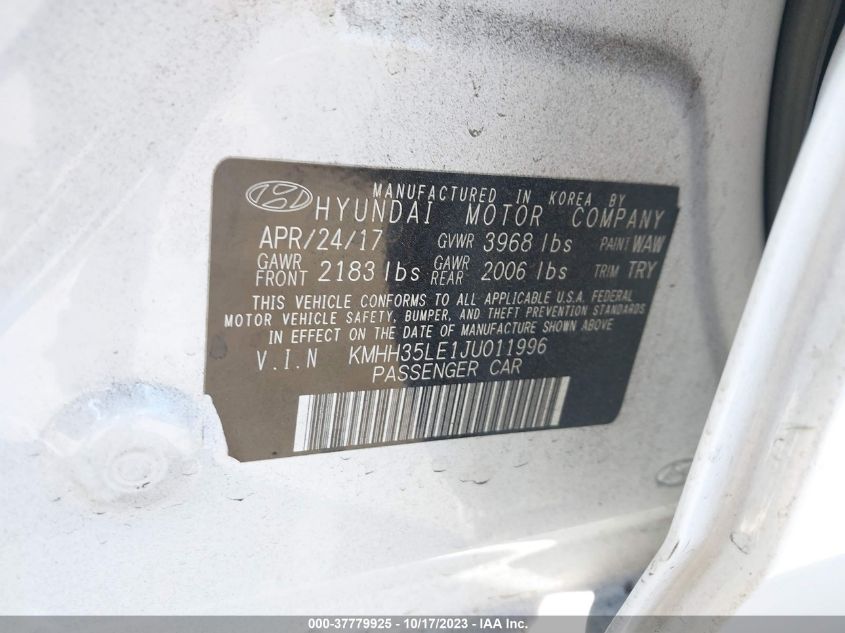 MANUFACTURED IN KOREA BY
HYUNDAI MOTOR COMPANY
APR/24/17 GVWR 3968 lbs PAINT WAW
GAWR FRONT 2183 lbs GAWR REAR 2006 lbs TRIM TRY
THIS VEHICLE CONFORMS TO ALL APPLICABLE U.S.A. FEDERAL
MOTOR VEHICLE SAFETY, BUMPER, AND THEFT PREVENTION STANDARDS
IN EFFECT ON THE DATE OF MANUFACTURE SHOWN ABOVE
V.I.N KMHH35LE1JU011996
PASSENGER CAR
000-37779925 - 10/17/2023 - IAA Inc.